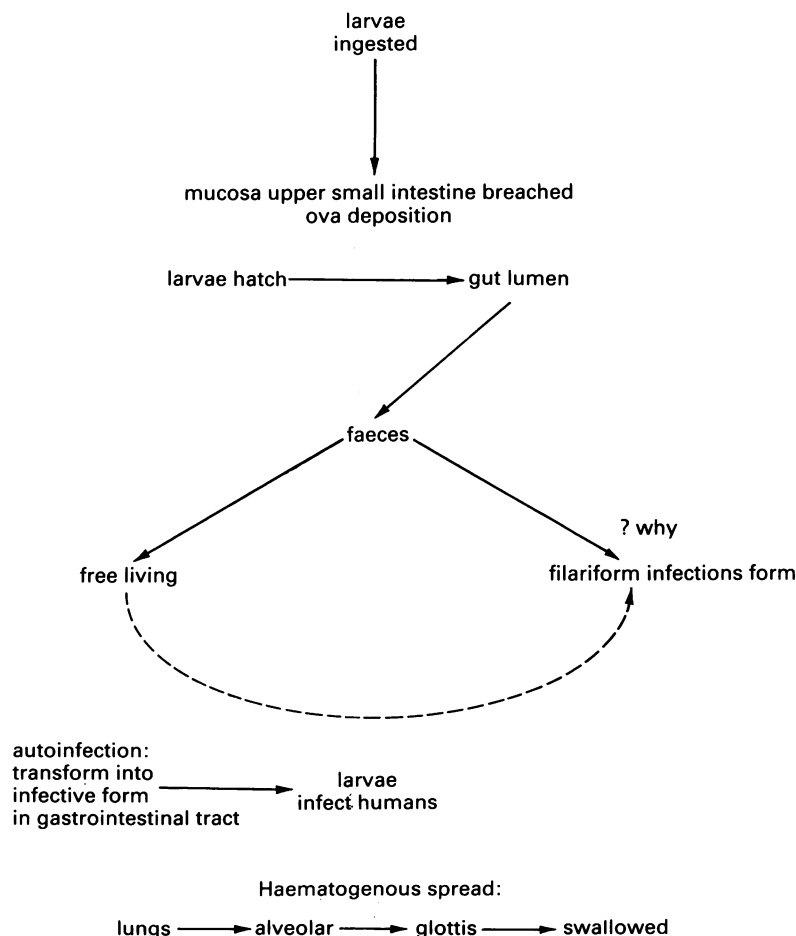 larvae
ingested
mucosa upper small intestine breached
ova deposition
larvae hatch
gut lumen
faeces
? why
free living
filariform infections form
autoinfection:
transform into
infective form
in gastrointestinal tract
larvae
infect humans
Haematogenous spread:
lungs
alveolar
glottis
swallowed